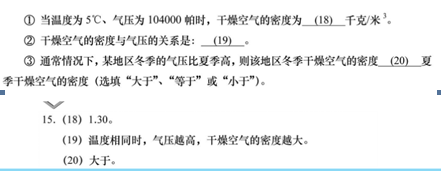 ① 当温度为 5℃、气压为 104000 帕时，干燥空气的密度为 (18) 千克/米³。
② 干燥空气的密度与气压的关系是： (19) 。
③ 通常情况下，某地区冬季的气压比夏季高，则该地区冬季干燥空气的密度 (20) 夏
季干燥空气的密度（选填“大于”、“等于”或“小于”）。
15. (18) 1.30。
(19) 温度相同时，气压越高，干燥空气的密度越大。
(20) 大于。